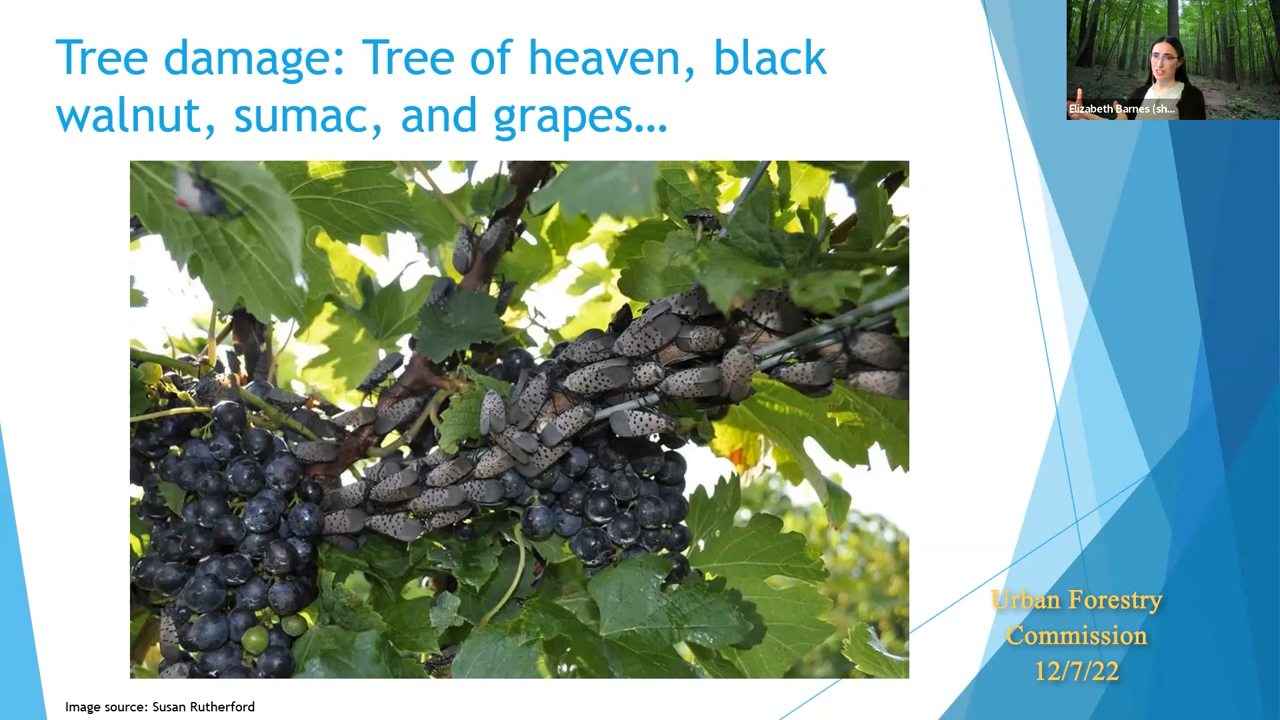 Tree damage: Tree of heaven, black
walnut, sumac, and grapes…
Elizabeth Barnes (sh...
Urban Forestry
Commission
12/7/22
Image source: Susan Rutherford